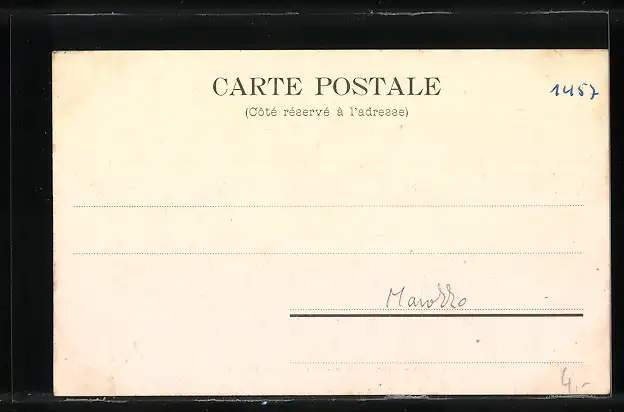 CARTE POSTALE
1457
(Côté réservé à l'adresse)
Marokko
4.-